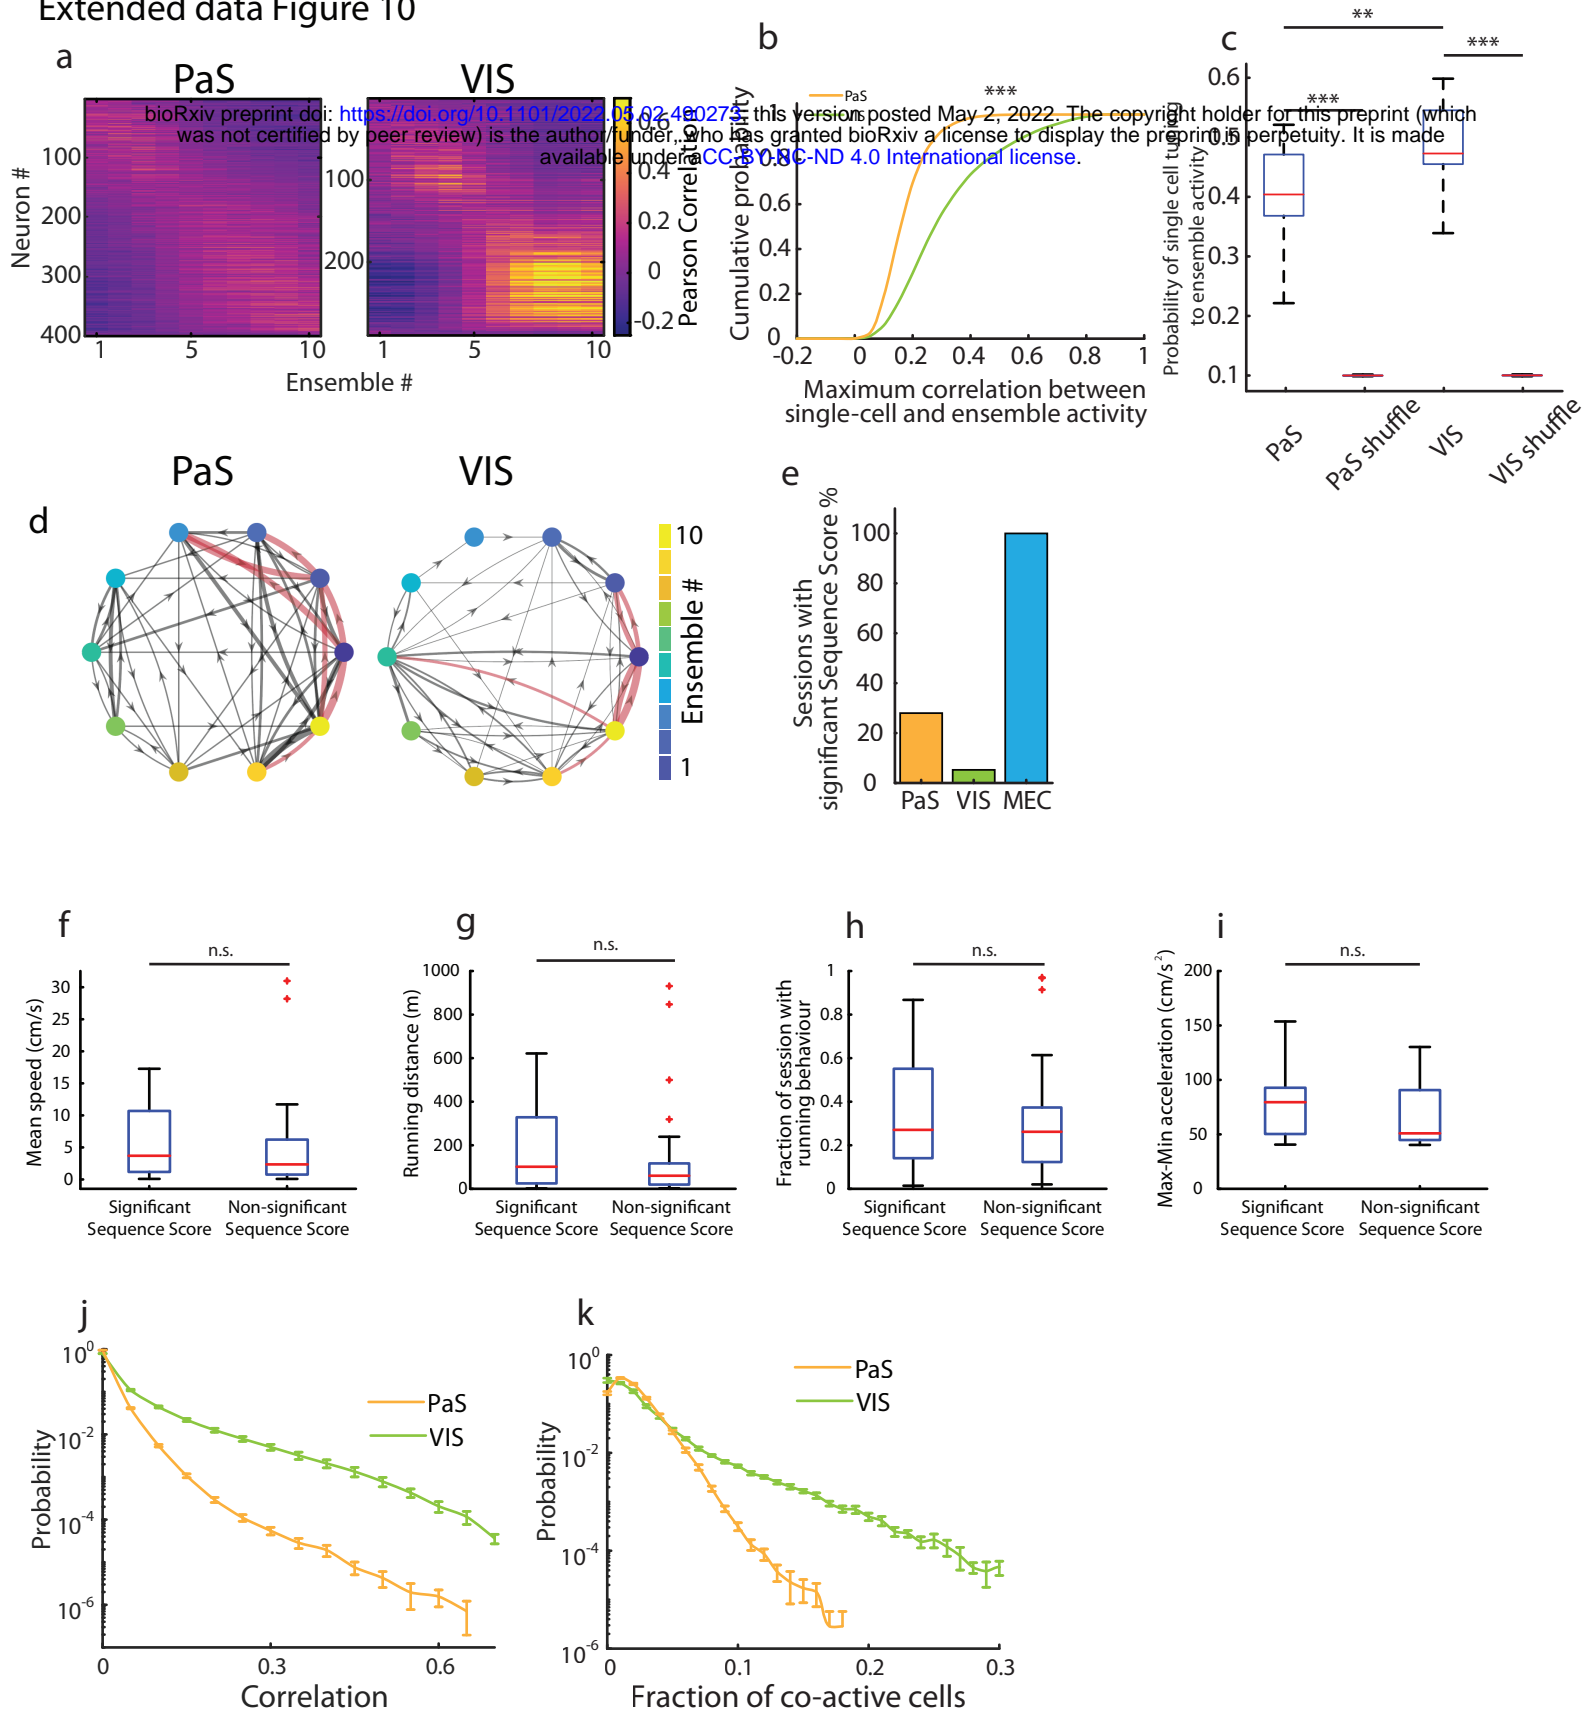 Extended data Figure 10
a
PaS
VIS
bioRxiv preprint doi: https://doi.org/10.1101/2022.05.02.490273; this version posted May 2, 2022. The copyright holder for this preprint (which
was not certified by peer review) is the author/funder, who has granted bioRxiv a license to display the preprint in perpetuity. It is made
available under aCC-BY-NC-ND 4.0 International license.
Neuron #
100
200
300
400
1
5
10
100
200
1
5
10
Ensemble #
0.6
0.4
0.2
0
-0.2
Pearson Correlation
b
PaS
VIS
***
Cumulative probability
1
0.8
0.6
0.4
0.2
0
-0.2
0
0.2
0.4
0.6
0.8
1
Maximum correlation between
single-cell and ensemble activity
c
**
***
***
Probability of single cell tuning
to ensemble activity
0.6
0.5
0.4
0.3
0.2
0.1
PaS
PaS shuffle
VIS
VIS shuffle
d
PaS
VIS
10
Ensemble #
1
e
Sessions with
significant Sequence Score %
100
80
60
40
20
0
PaS
VIS
MEC
f
n.s.
Mean speed (cm/s)
30
25
20
15
10
5
0
Significant
Sequence Score
Non-significant
Sequence Score
g
n.s.
Running distance (m)
1000
800
600
400
200
0
Significant
Sequence Score
Non-significant
Sequence Score
h
n.s.
Fraction of session with
running behaviour
1
0.8
0.6
0.4
0.2
0
Significant
Sequence Score
Non-significant
Sequence Score
i
n.s.
Max-Min acceleration (cm/s²)
200
150
100
50
0
Significant
Sequence Score
Non-significant
Sequence Score
j
PaS
VIS
Probability
10⁰
10⁻²
10⁻⁴
10⁻⁶
0
0.3
0.6
Correlation
k
PaS
VIS
Probability
10⁰
10⁻²
10⁻⁴
10⁻⁶
0
0.1
0.2
0.3
Fraction of co-active cells